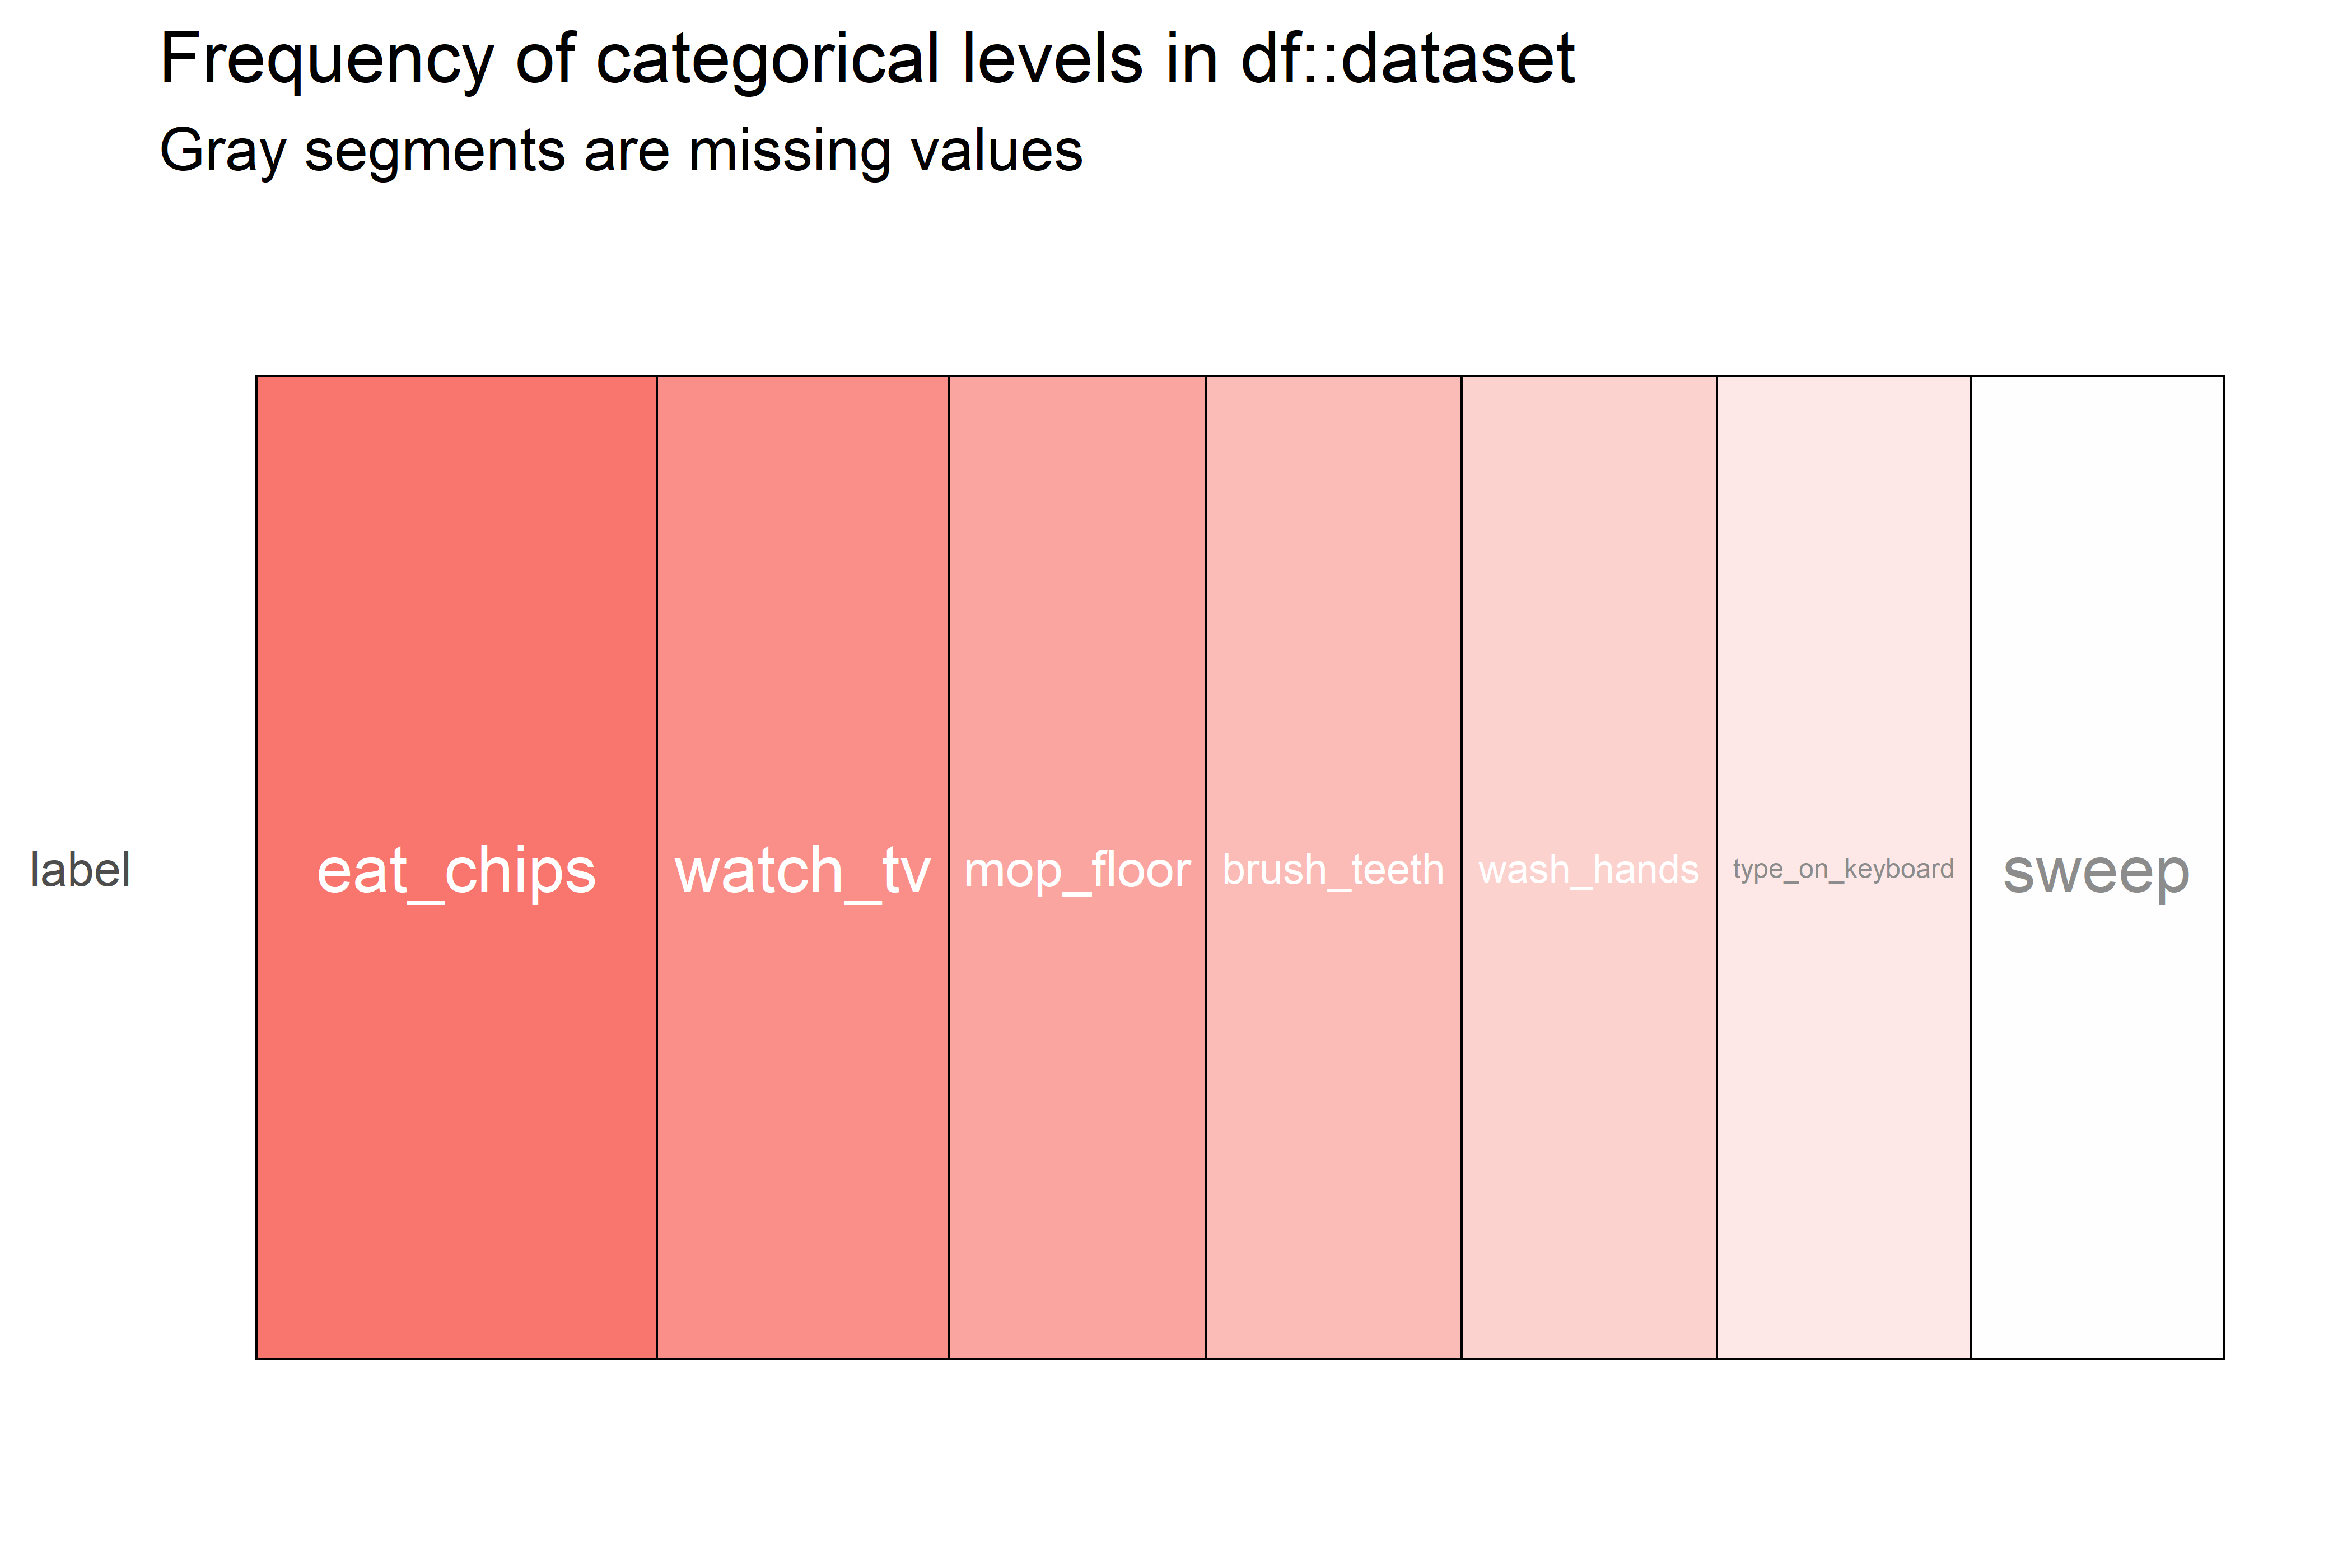 Frequency of categorical levels in df::dataset
Gray segments are missing values
label
eat_chips
watch_tv
mop_floor
brush_teeth
wash_hands
type_on_keyboard
sweep